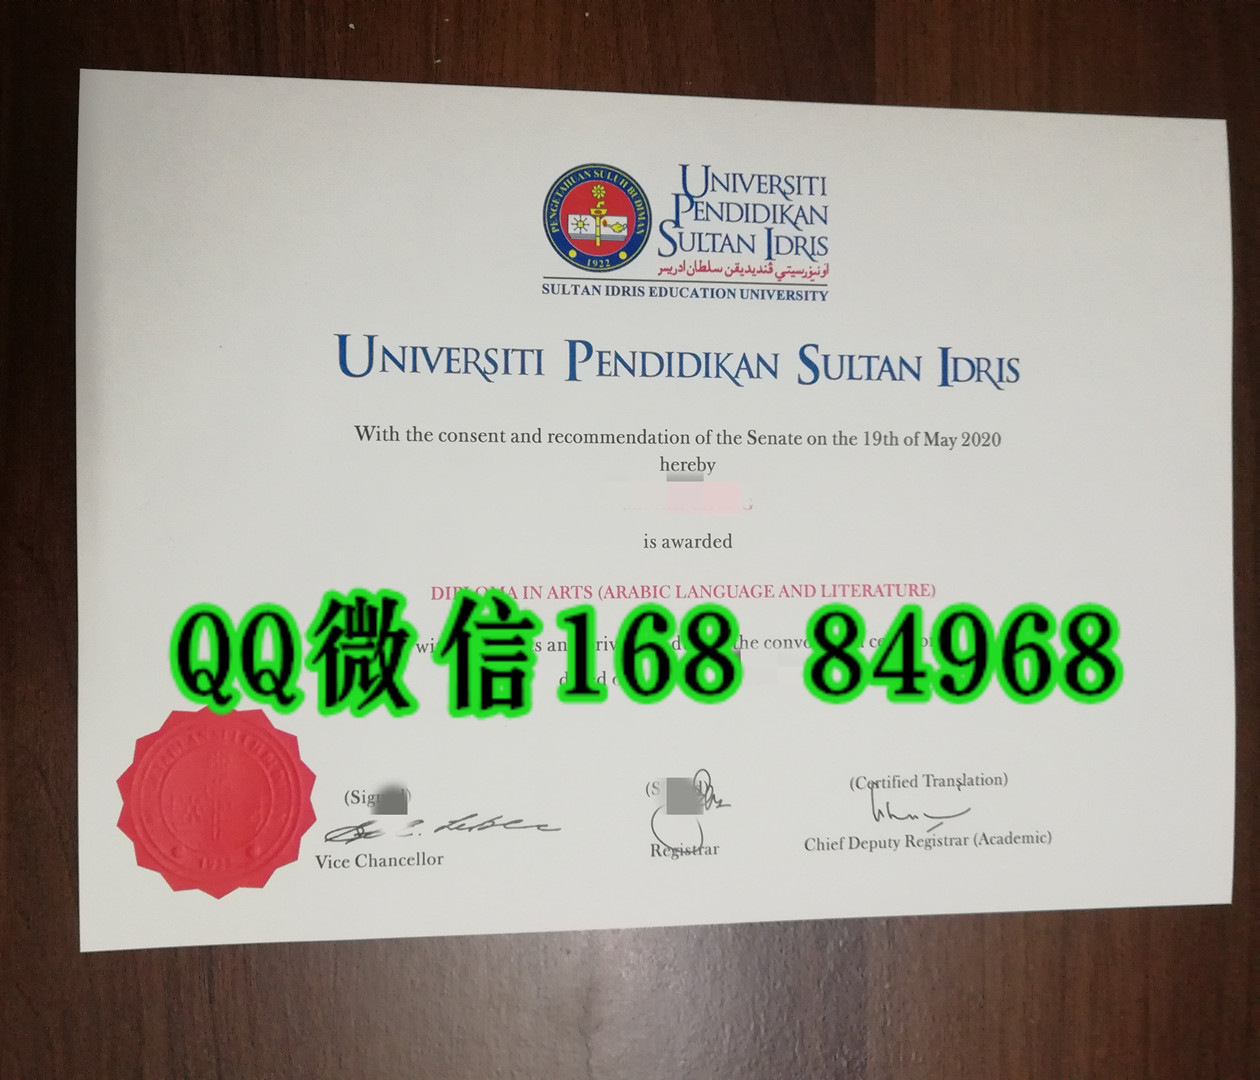 PENGETAHUAN SULUH BUDIMAN
1922
UNIVERSITI
PENDIDIKAN
SULTAN IDRIS
اونيۏرسيتي ڤنديديقن سلطان ادريس
SULTAN IDRIS EDUCATION UNIVERSITY
UNIVERSITI PENDIDIKAN SULTAN IDRIS
With the consent and recommendation of the Senate on the 19th of May 2020
hereby
is awarded
DIPLOMA IN ARTS (ARABIC LANGUAGE AND LITERATURE)
the
QQ微信168 84968
(Certified Translation)
Vice Chancellor
Registrar
Chief Deputy Registrar (Academic)